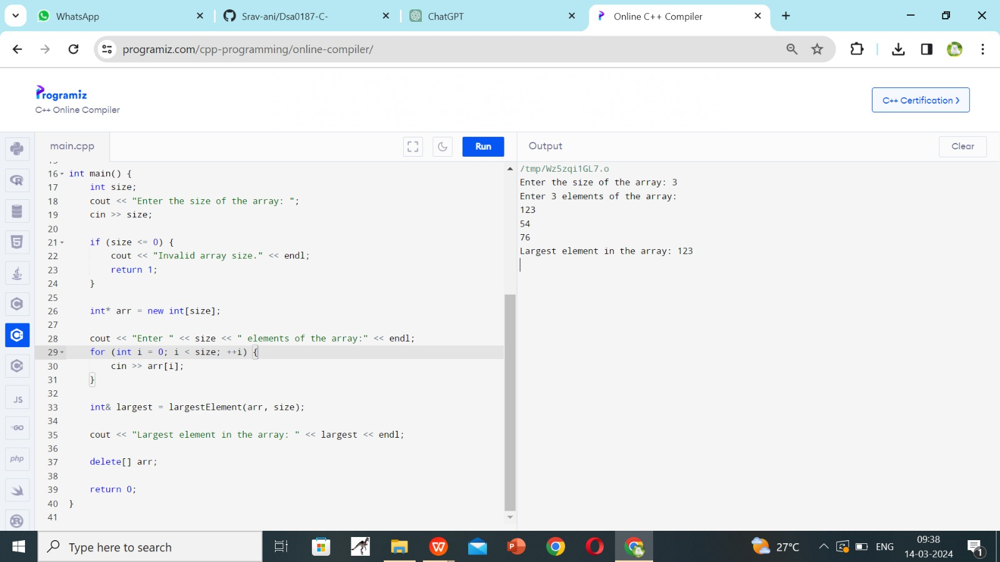 WhatsApp
Srav-ani/Dsa0187-C-
ChatGPT
Online C++ Compiler
programiz.com/cpp-programming/online-compiler/
Programiz
C++ Online Compiler
C++ Certification >
main.cpp
Run
Output
Clear
16 int main() {
17 int size;
18 cout << "Enter the size of the array: ";
19 cin >> size;
20
21 if (size <= 0) {
22 cout << "Invalid array size." << endl;
23 return 1;
24 }
25
26 int* arr = new int[size];
27
28 cout << "Enter " << size << " elements of the array:" << endl;
29 for (int i = 0; i < size; ++i) {
30 cin >> arr[i];
31 }
32
33 int& largest = largestElement(arr, size);
34
35 cout << "Largest element in the array: " << largest << endl;
36
37 delete[] arr;
38
39 return 0;
40 }
41
/tmp/Wz5zqi1GL7.o
Enter the size of the array: 3
Enter 3 elements of the array:
123
54
76
Largest element in the array: 123
JS
GO
php
Type here to search
27°C
ENG
09:38
14-03-2024
1